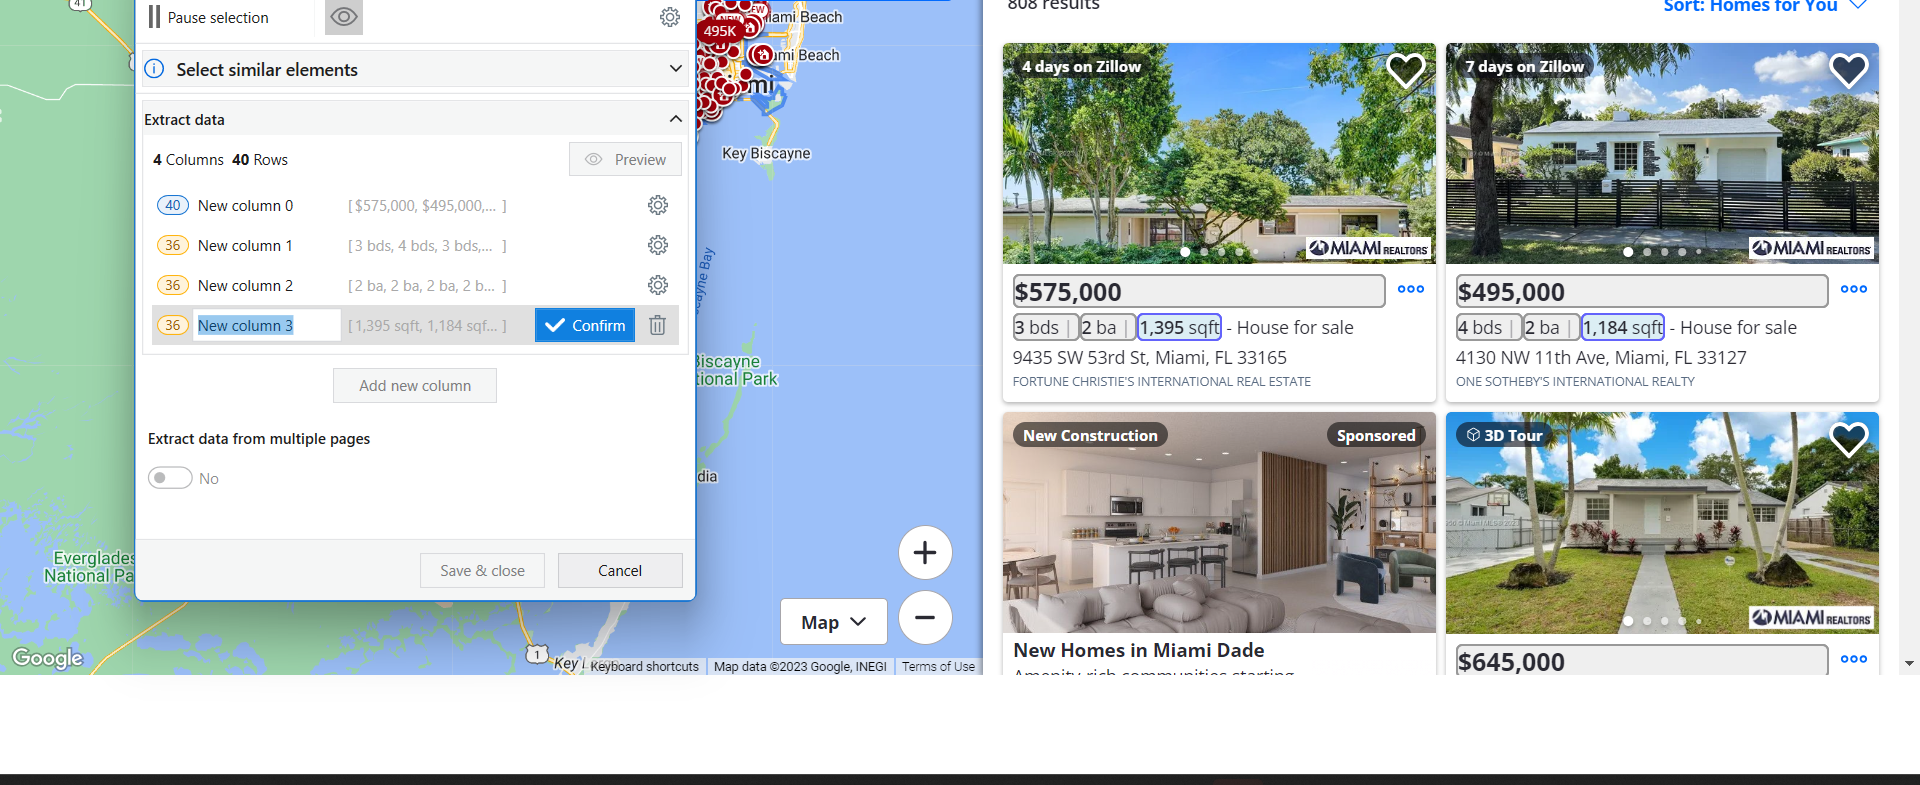 41
Pause selection
Select similar elements
Extract data
4 Columns 40 Rows
Preview
40 New column 0 [ $575,000, $495,000,... ]
36 New column 1 [ 3 bds, 4 bds, 3 bds,... ]
36 New column 2 [ 2 ba, 2 ba, 2 ba, 2 b... ]
36 New column 3 [ 1,395 sqft, 1,184 sqf... ] Confirm
Add new column
Extract data from multiple pages
No
Save & close Cancel
Everglades
National Pa
Google
iami Beach
495K
NEW
ami Beach
mi
Key Biscayne
ayne Bay
Biscayne
tional Park
dia
Map
1
Key
Keyboard shortcuts Map data ©2023 Google, INEGI Terms of Use
808 results
Sort: Homes for You
4 days on Zillow
MIAMI REALTORS
$575,000
3 bds | 2 ba | 1,395 sqft - House for sale
9435 SW 53rd St, Miami, FL 33165
FORTUNE CHRISTIE'S INTERNATIONAL REAL ESTATE
7 days on Zillow
MIAMI REALTORS
$495,000
4 bds | 2 ba | 1,184 sqft - House for sale
4130 NW 11th Ave, Miami, FL 33127
ONE SOTHEBY'S INTERNATIONAL REALTY
New Construction
Sponsored
New Homes in Miami Dade
Amenity-rich communities starting
3D Tour
MIAMI REALTORS
$645,000